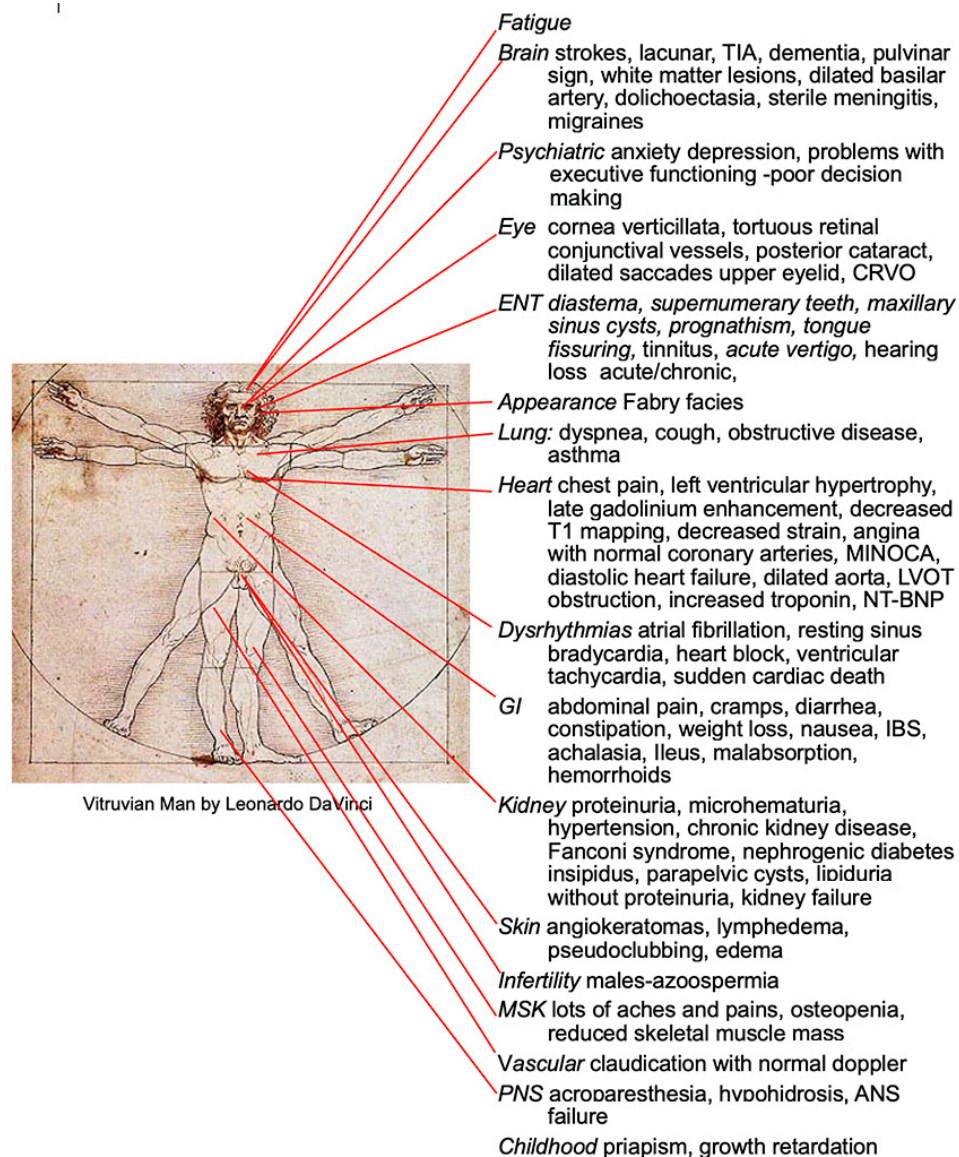 Fatigue
Brain strokes, lacunar, TIA, dementia, pulvinar
sign, white matter lesions, dilated basilar
artery, dolichoectasia, sterile meningitis,
migraines
Psychiatric anxiety depression, problems with
executive functioning -poor decision
making
Eye cornea verticillata, tortuous retinal
conjunctival vessels, posterior cataract,
dilated saccades upper eyelid, CRVO
ENT diastema, supernumerary teeth, maxillary
sinus cysts, prognathism, tongue
fissuring, tinnitus, acute vertigo, hearing
loss acute/chronic,
Appearance Fabry facies
Lung: dyspnea, cough, obstructive disease,
asthma
Heart chest pain, left ventricular hypertrophy,
late gadolinium enhancement, decreased
T1 mapping, decreased strain, angina
with normal coronary arteries, MINOCA,
diastolic heart failure, dilated aorta, LVOT
obstruction, increased troponin, NT-BNP
Dysrhythmias atrial fibrillation, resting sinus
bradycardia, heart block, ventricular
tachycardia, sudden cardiac death
GI abdominal pain, cramps, diarrhea,
constipation, weight loss, nausea, IBS,
achalasia, Ileus, malabsorption,
hemorrhoids
Kidney proteinuria, microhematuria,
hypertension, chronic kidney disease,
Fanconi syndrome, nephrogenic diabetes
insipidus, parapelvic cysts, lipiduria
without proteinuria, kidney failure
Skin angiokeratomas, lymphedema,
pseudoclubbing, edema
Infertility males-azoospermia
MSK lots of aches and pains, osteopenia,
reduced skeletal muscle mass
Vascular claudication with normal doppler
PNS acroparesthesia, hypohidrosis, ANS
failure
Childhood priapism, growth retardation
Vitruvian Man by Leonardo DaVinci